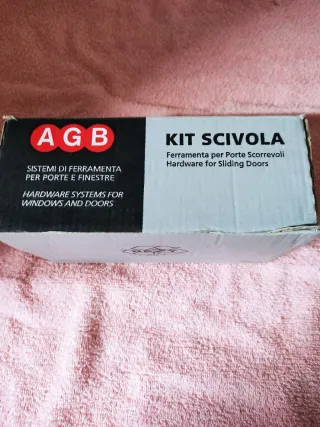 AGB
SISTEMI DI FERRAMENTA
PER PORTE E FINESTRE
HARDWARE SYSTEMS FOR
WINDOWS AND DOORS
KIT SCIVOLA
Ferramenta per Porte Scorrevoli
Hardware for Sliding Doors